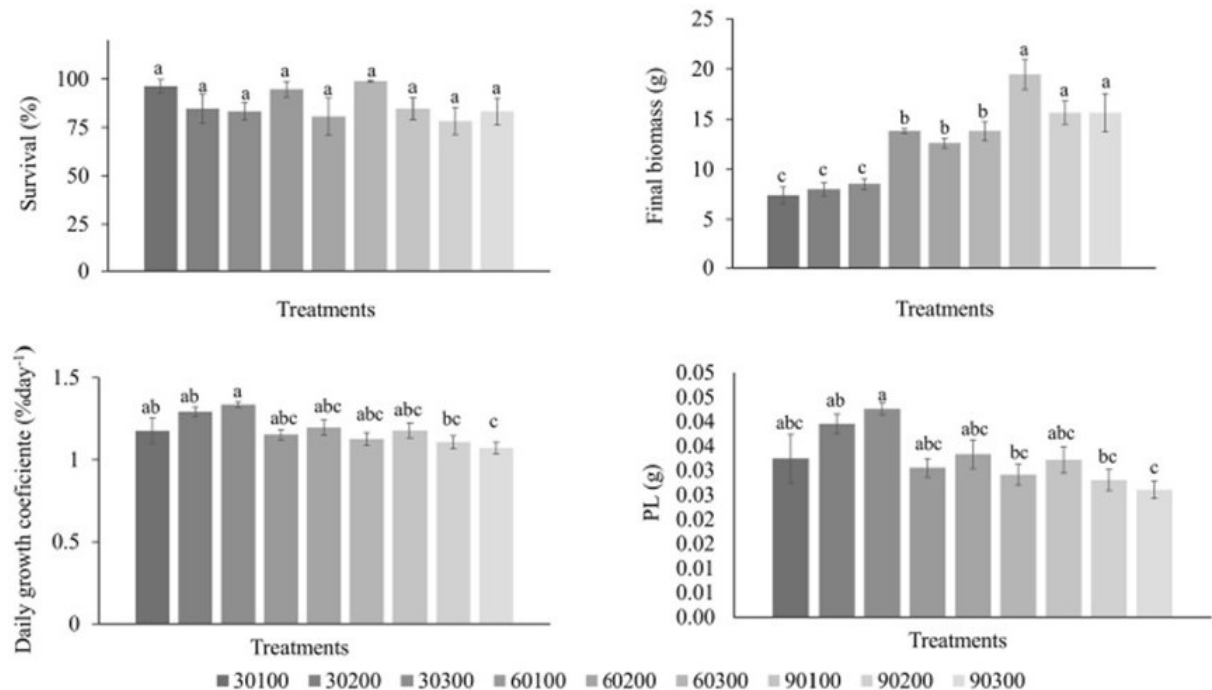 Survival (%)
100
75
50
25
0
a a a a a a a a a
Treatments
Final biomass (g)
25
20
15
10
5
0
c c c b b b a a a
Treatments
Daily growth coeficiente (%day-1)
1.5
1
0.5
0
ab ab a abc abc abc abc bc c
Treatments
PL (g)
0.05
0.05
0.04
0.04
0.03
0.03
0.02
0.02
0.01
0.01
0.00
abc ab a abc abc bc abc bc c
Treatments
30100 30200 30300 60100 60200 60300 90100 90200 90300